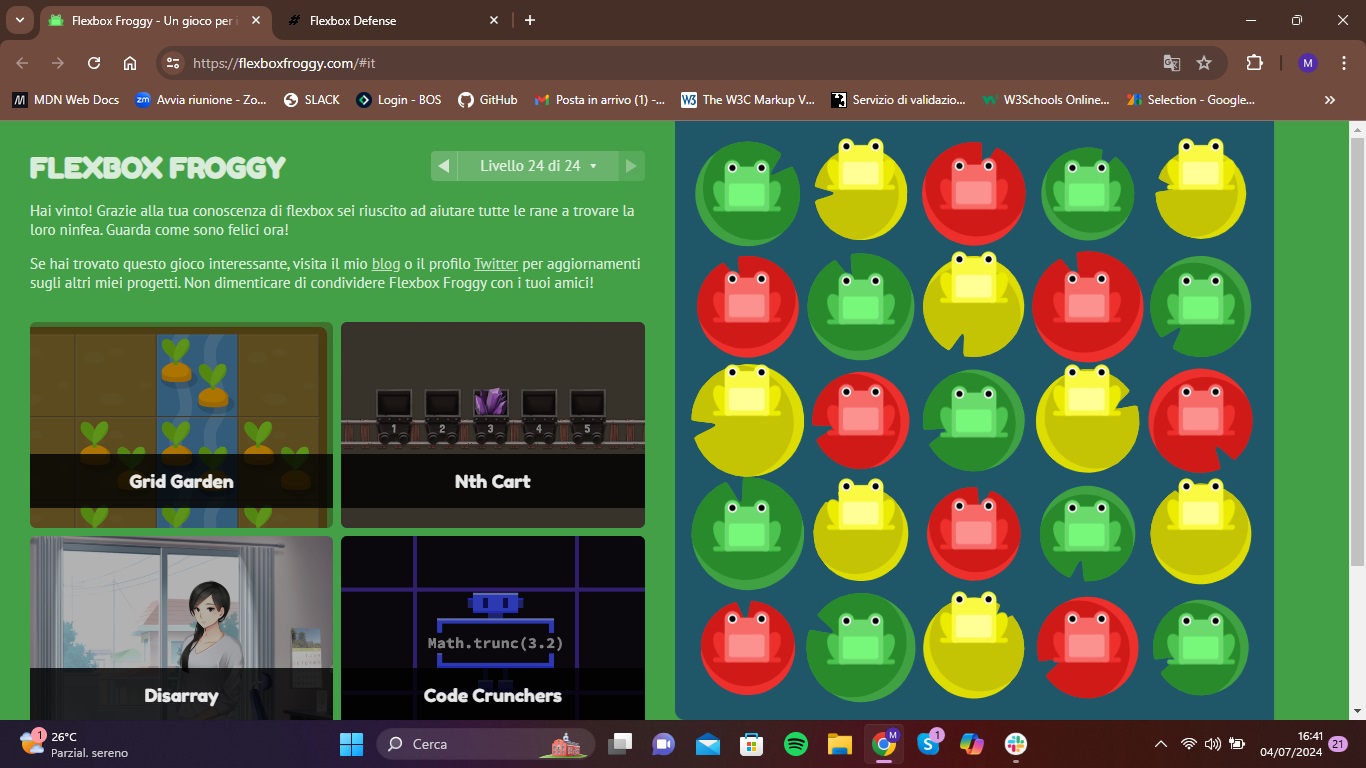 Flexbox Froggy - Un gioco per i
Flexbox Defense
https://flexboxfroggy.com/#it
M
MDN Web Docs
Avvia riunione - Zo...
SLACK
Login - BOS
GitHub
Posta in arrivo (1) -...
The W3C Markup V...
Servizio di validazio...
W3Schools Online...
Selection - Google...
FLEXBOX FROGGY
Livello 24 di 24
Hai vinto! Grazie alla tua conoscenza di flexbox sei riuscito ad aiutare tutte le rane a trovare la
loro ninfea. Guarda come sono felici ora!
Se hai trovato questo gioco interessante, visita il mio blog o il profilo Twitter per aggiornamenti
sugli altri miei progetti. Non dimenticare di condividere Flexbox Froggy con i tuoi amici!
Grid Garden
1 2 3 4 5
Nth Cart
Disarray
Math.trunc(3.2)
Code Crunchers
1
26°C
Parzial. sereno
Cerca
M
1
16:41
04/07/2024
21